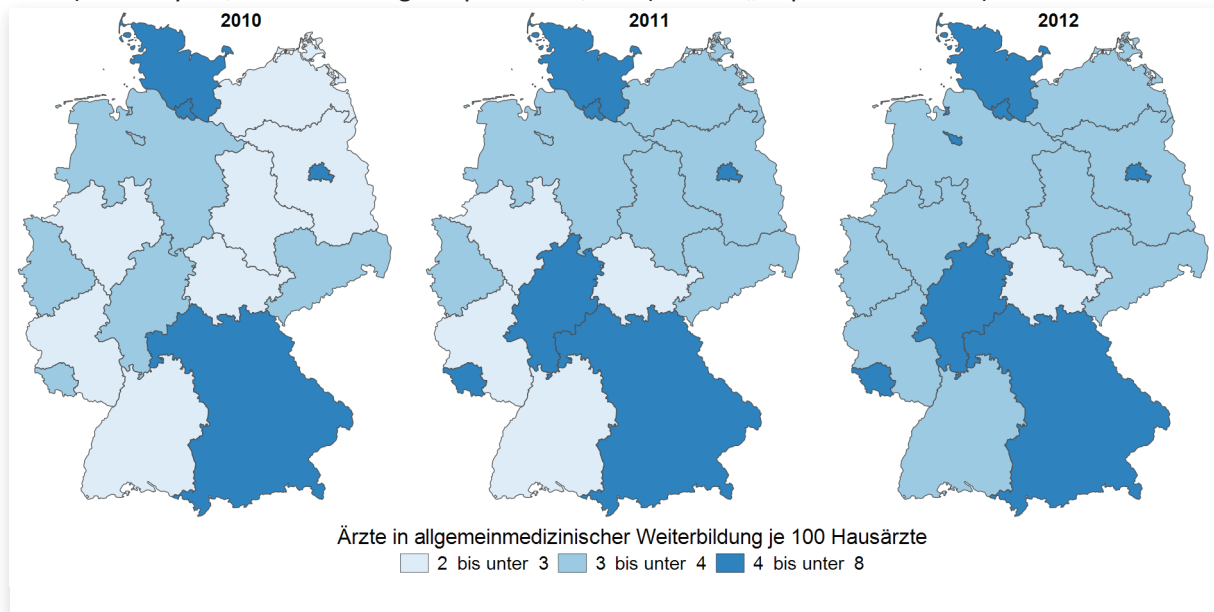 2010 2011 2012
Ärzte in allgemeinmedizinischer Weiterbildung je 100 Hausärzte
2 bis unter 3 3 bis unter 4 4 bis unter 8